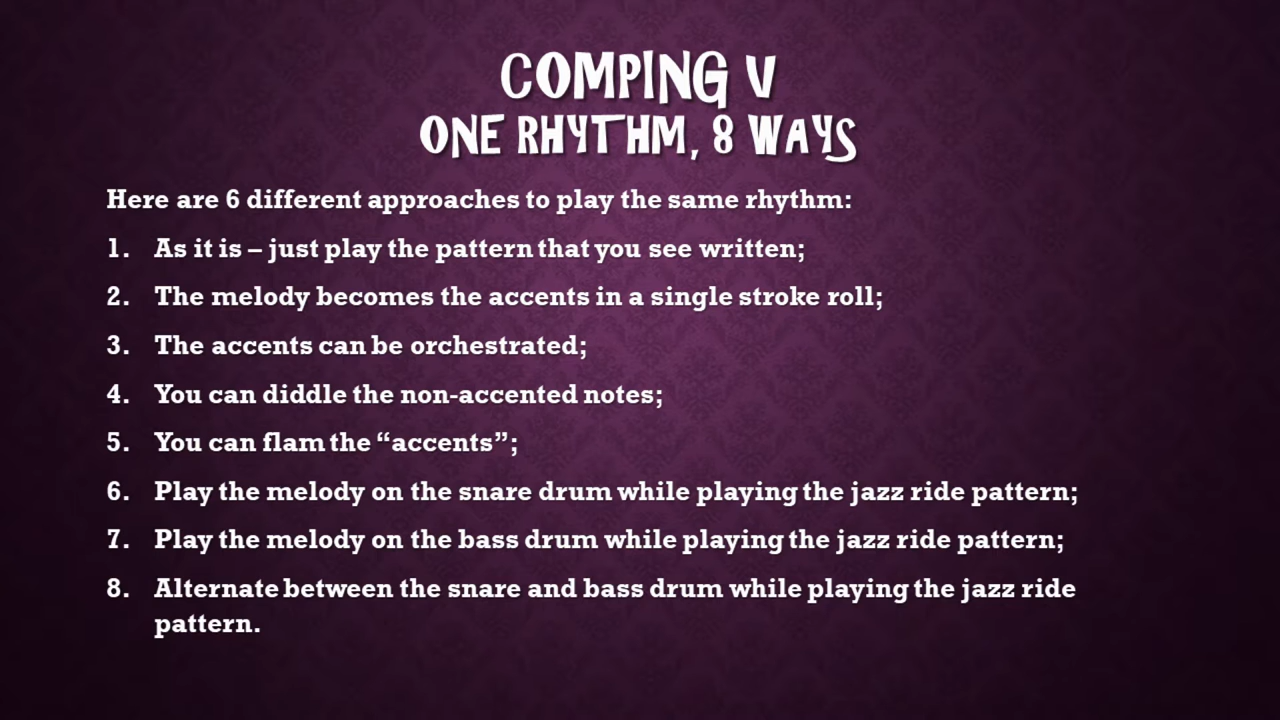 COMPING V
ONE RHYTHM, 8 WAYS
Here are 6 different approaches to play the same rhythm:
1. As it is – just play the pattern that you see written;
2. The melody becomes the accents in a single stroke roll;
3. The accents can be orchestrated;
4. You can diddle the non-accented notes;
5. You can flam the “accents”;
6. Play the melody on the snare drum while playing the jazz ride pattern;
7. Play the melody on the bass drum while playing the jazz ride pattern;
8. Alternate between the snare and bass drum while playing the jazz ride
pattern.